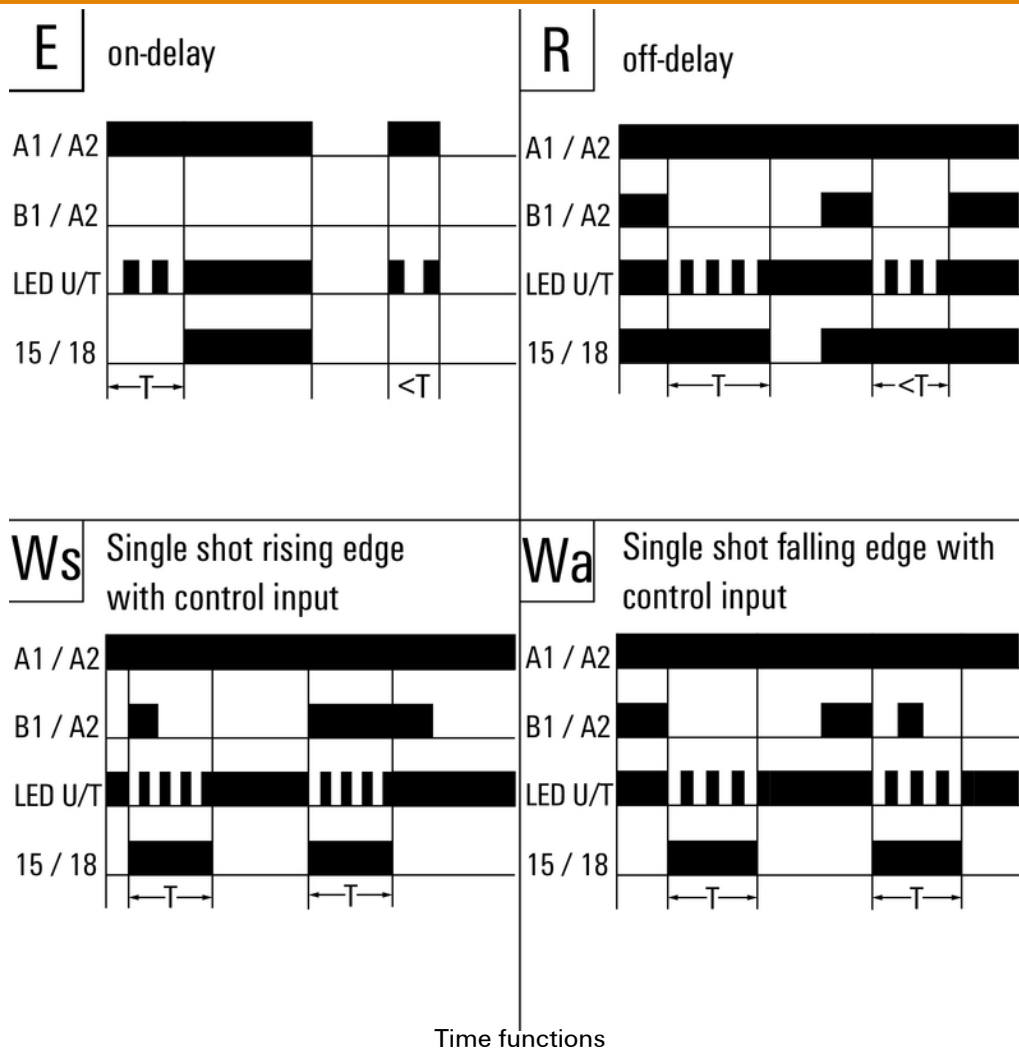 E
on-delay
A1 / A2
B1 / A2
LED U/T
15 / 18
T
<T
R
off-delay
A1 / A2
B1 / A2
LED U/T
15 / 18
T
<T
Ws
Single shot rising edge
with control input
A1 / A2
B1 / A2
LED U/T
15 / 18
T
T
Wa
Single shot falling edge with
control input
A1 / A2
B1 / A2
LED U/T
15 / 18
T
T
Time functions